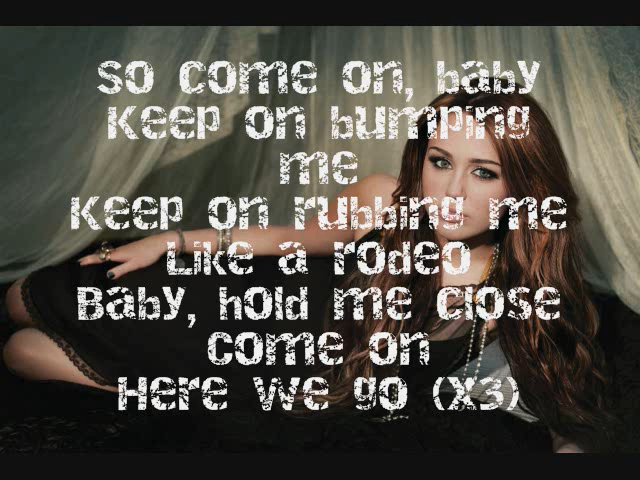 So come on, baby
Keep on bumping
me
Keep on rubbing me
Like a rodeo
Baby, hold me close
come on
Here we go (X3)